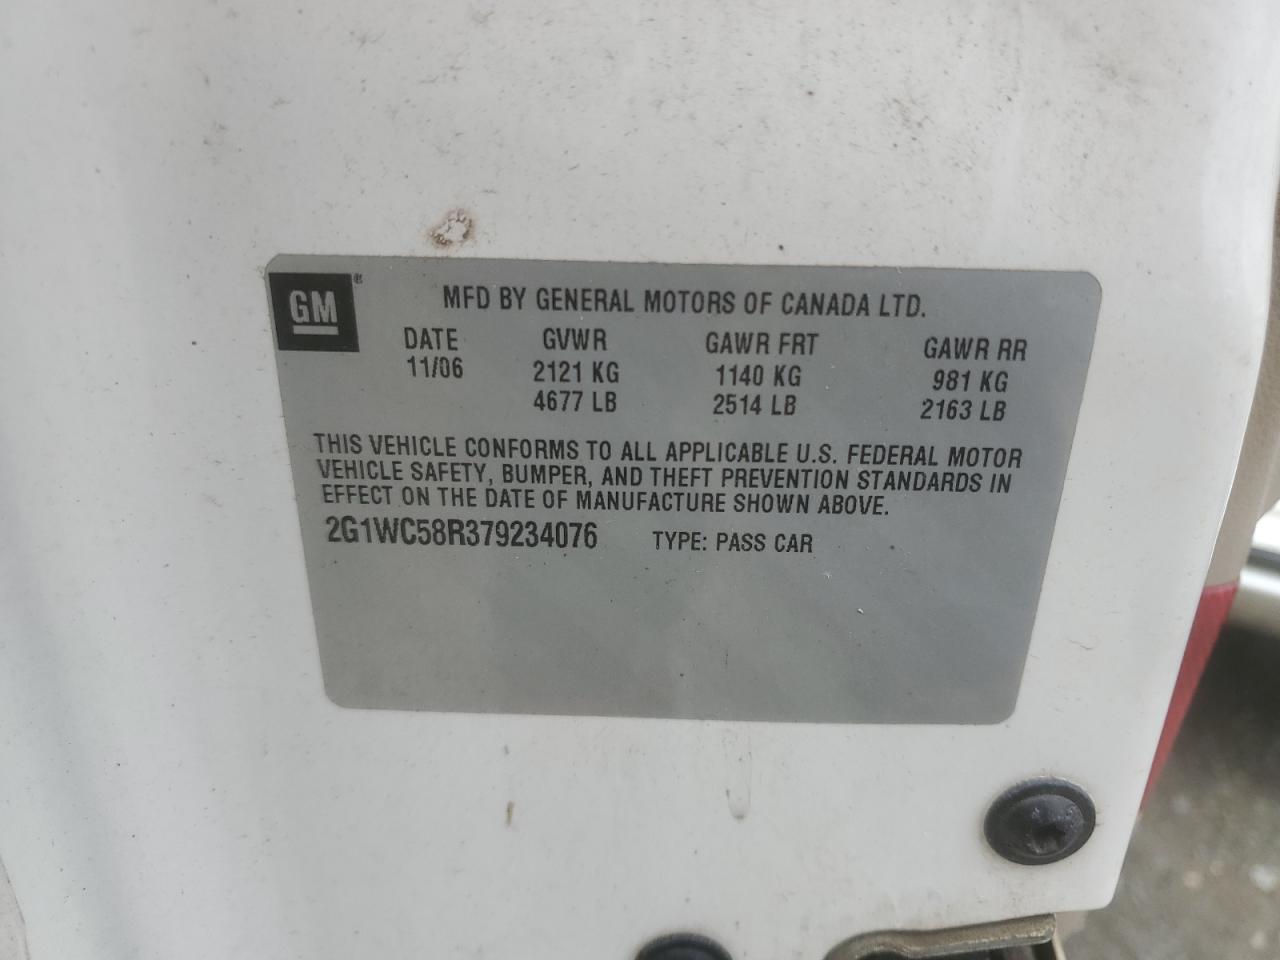 GM ®
MFD BY GENERAL MOTORS OF CANADA LTD.
DATE GVWR GAWR FRT GAWR RR
11/06 2121 KG 1140 KG 981 KG
4677 LB 2514 LB 2163 LB
THIS VEHICLE CONFORMS TO ALL APPLICABLE U.S. FEDERAL MOTOR
VEHICLE SAFETY, BUMPER, AND THEFT PREVENTION STANDARDS IN
EFFECT ON THE DATE OF MANUFACTURE SHOWN ABOVE.
2G1WC58R379234076 TYPE: PASS CAR